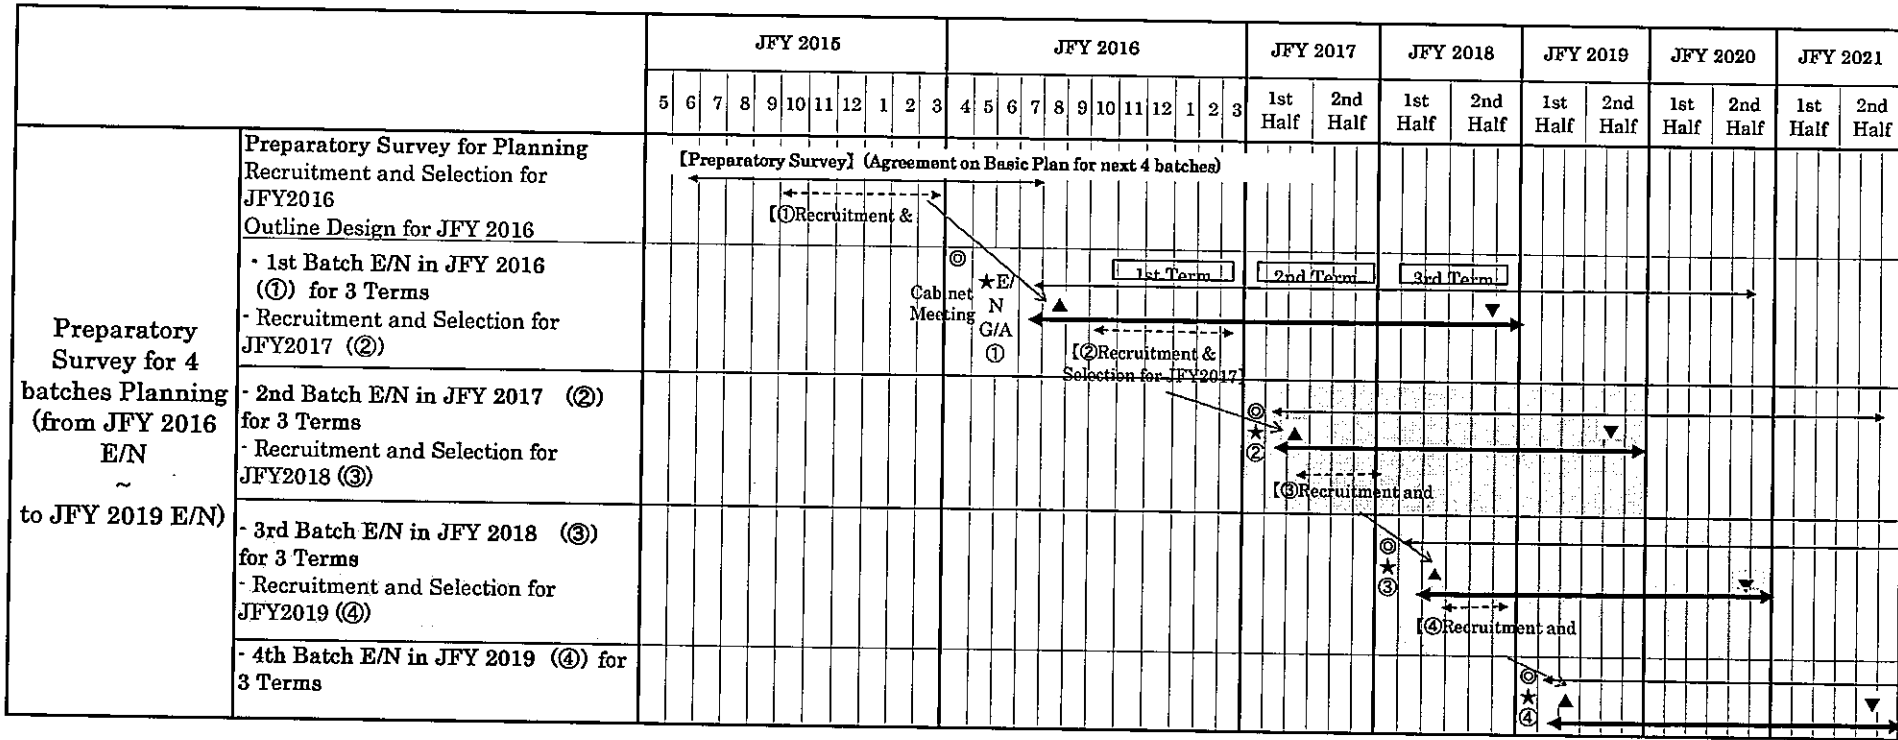 JFY 2015 JFY 2016 JFY 2017 JFY 2018 JFY 2019 JFY 2020 JFY 2021
5 6 7 8 9 10 11 12 1 2 3 4 5 6 7 8 9 10 11 12 1 2 3 1st Half 2nd Half 1st Half 2nd Half 1st Half 2nd Half 1st Half 2nd Half 1st Half 2nd Half
Preparatory
Survey for 4
batches Planning
(from JFY 2016
E/N
~
to JFY 2019 E/N)
Preparatory Survey for Planning
Recruitment and Selection for
JFY2016
Outline Design for JFY 2016
【Preparatory Survey】(Agreement on Basic Plan for next 4 batches)
【①Recruitment &
· 1st Batch E/N in JFY 2016
(①) for 3 Terms
- Recruitment and Selection for
JFY2017 (②)
◎
Cabinet
Meeting
★E/
N
G/A
①
1st Term 2nd Term 3rd Term
▲ ▼
【②Recruitment &
Selection for JFY2017】
- 2nd Batch E/N in JFY 2017 (②)
for 3 Terms
- Recruitment and Selection for
JFY2018 (③)
◎
★ ▲ ▼
②
【③Recruitment and
- 3rd Batch E/N in JFY 2018 (③)
for 3 Terms
- Recruitment and Selection for
JFY2019 (④)
◎
★ ▲ ▼
③
【④Recruitment and
- 4th Batch E/N in JFY 2019 (④) for
3 Terms
◎
★ ▲ ▼
④